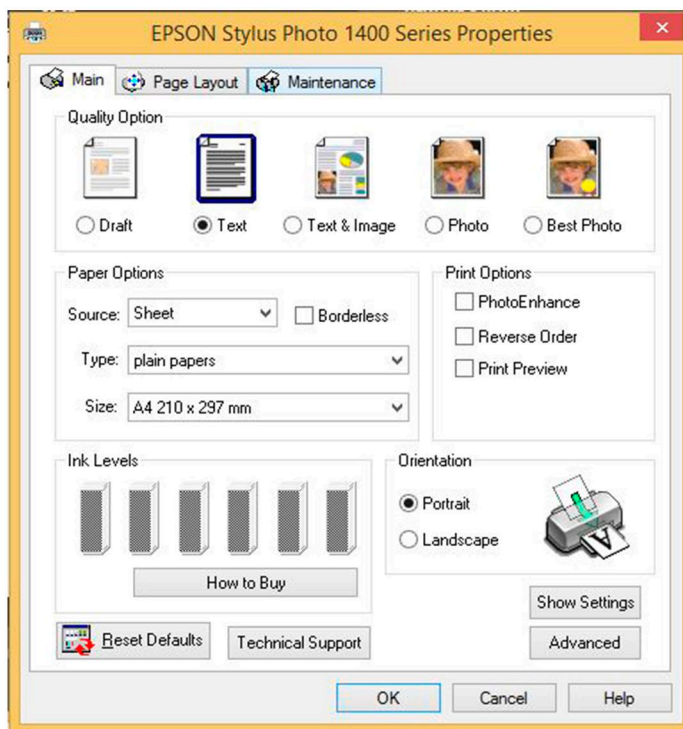 EPSON Stylus Photo 1400 Series Properties
Main
Page Layout
Maintenance
Quality Option
Draft
Text
Text & Image
Photo
Best Photo
Paper Options
Source: Sheet
Borderless
Type: plain papers
Size: A4 210 x 297 mm
Print Options
PhotoEnhance
Reverse Order
Print Preview
Ink Levels
How to Buy
Orientation
Portrait
Landscape
A
Show Settings
Reset Defaults
Technical Support
Advanced
OK
Cancel
Help